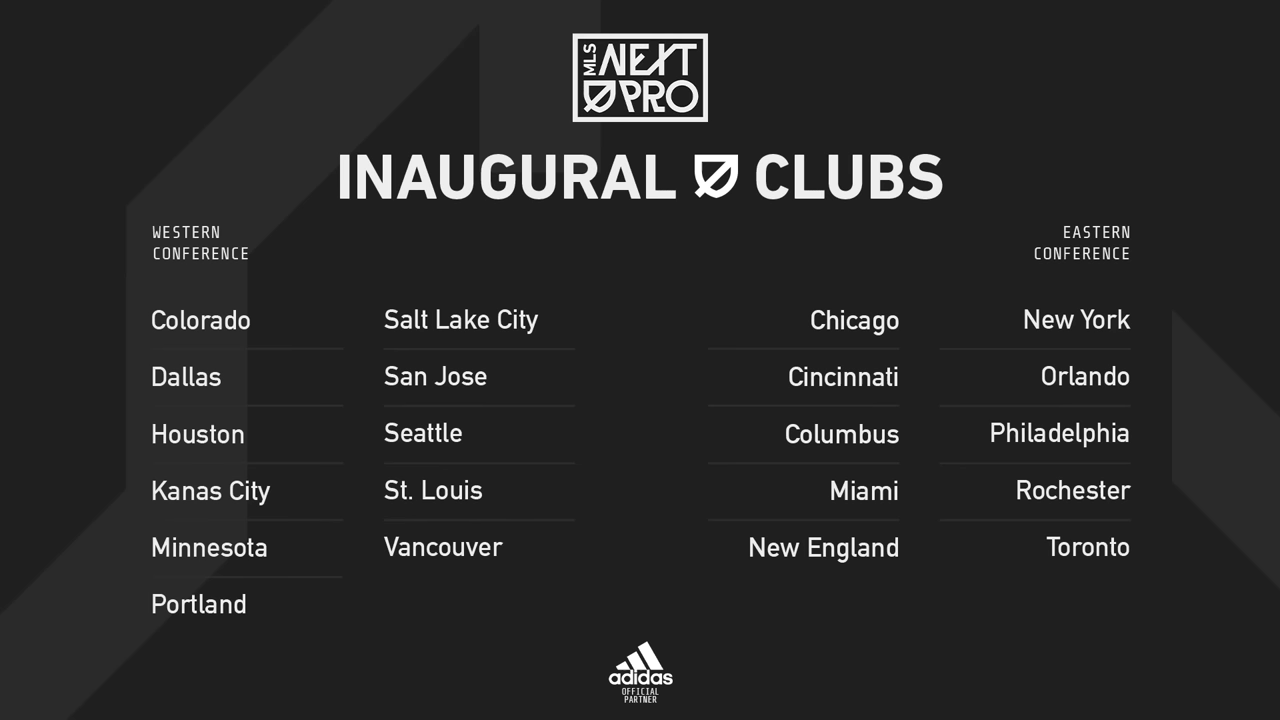 MLS
NEXT
PRO
INAUGURAL CLUBS
WESTERN
CONFERENCE
Colorado
Dallas
Houston
Kanas City
Minnesota
Portland
Salt Lake City
San Jose
Seattle
St. Louis
Vancouver
EASTERN
CONFERENCE
Chicago
Cincinnati
Columbus
Miami
New England
New York
Orlando
Philadelphia
Rochester
Toronto
adidas
OFFICIAL
PARTNER